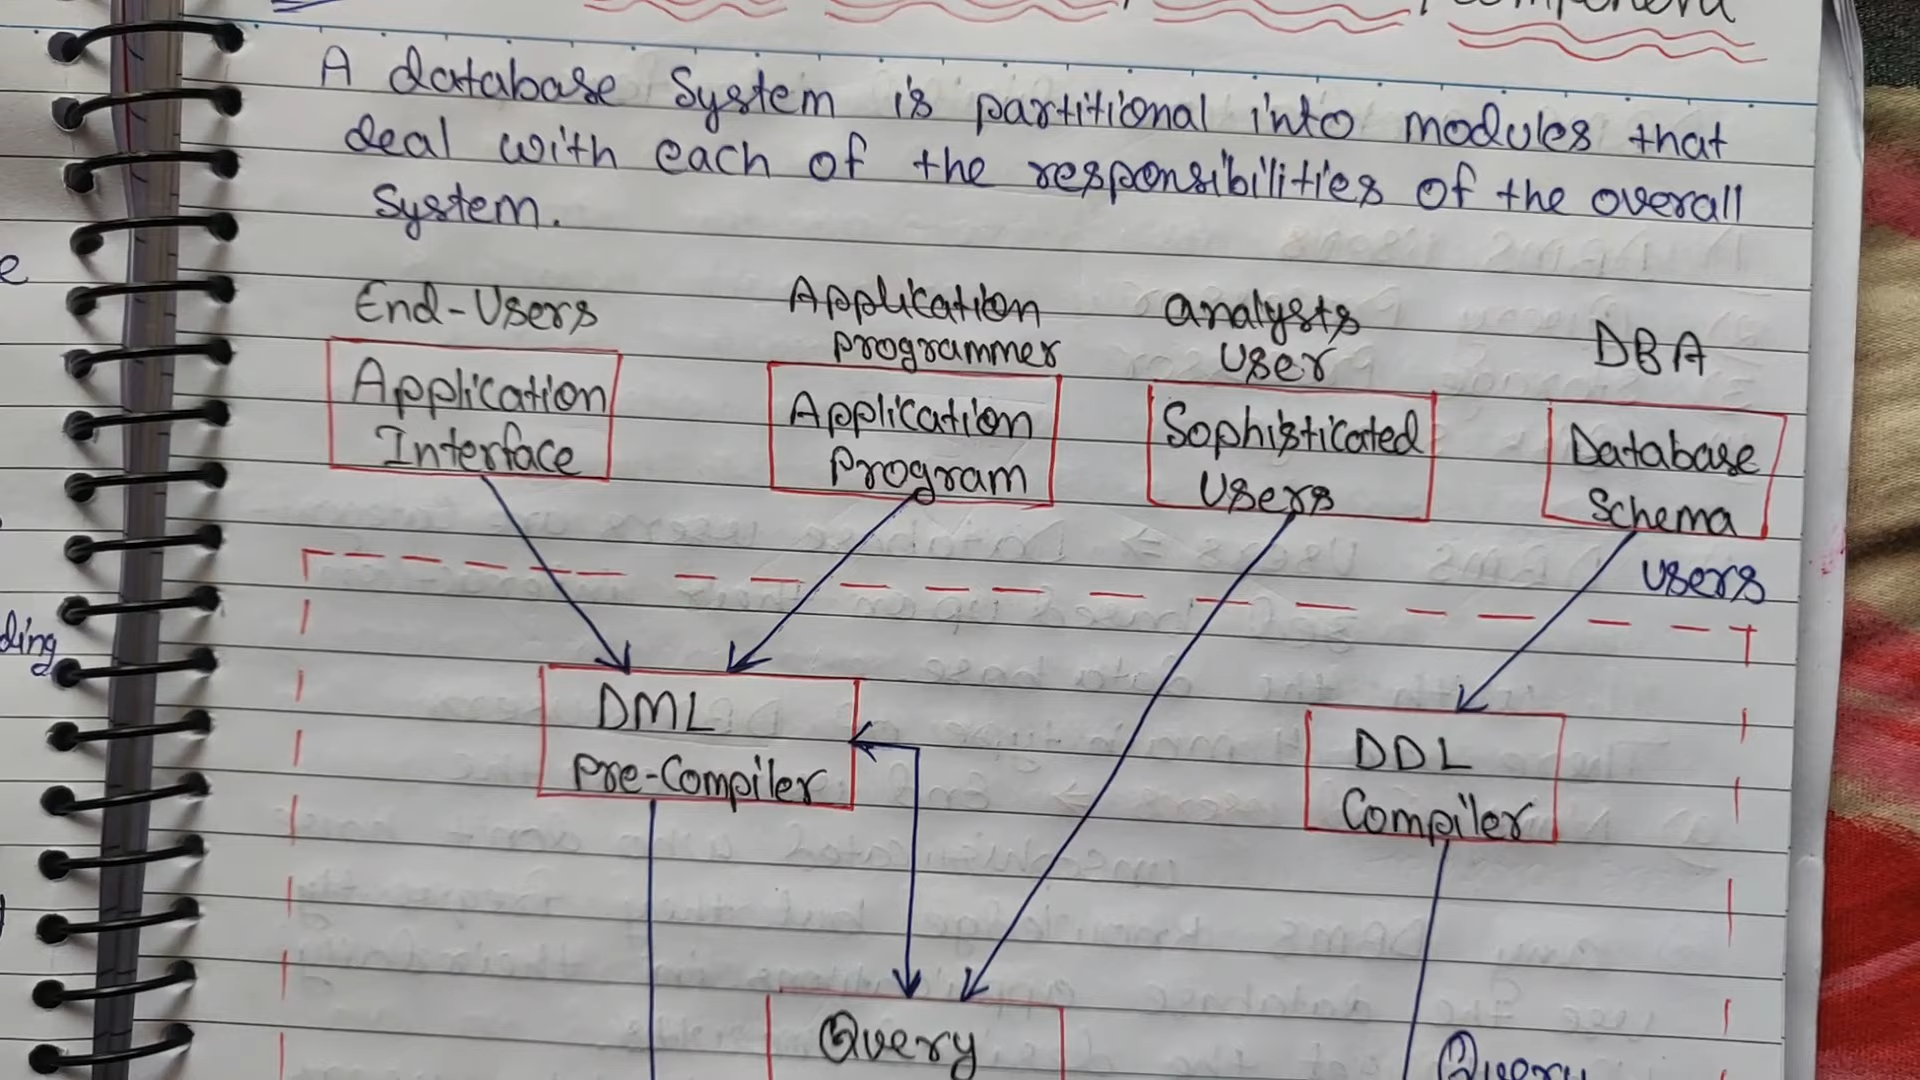 A database System is partitional into modules that
deal with each of the responsibilities of the overall
System.
End-Users
Application
Interface
Application
Programmer
Application
Program
analysts
User
Sophisticated
Users
DBA
Database
Schema
Users
DML
Pre-Compiler
DDL
Compiler
Query
Query